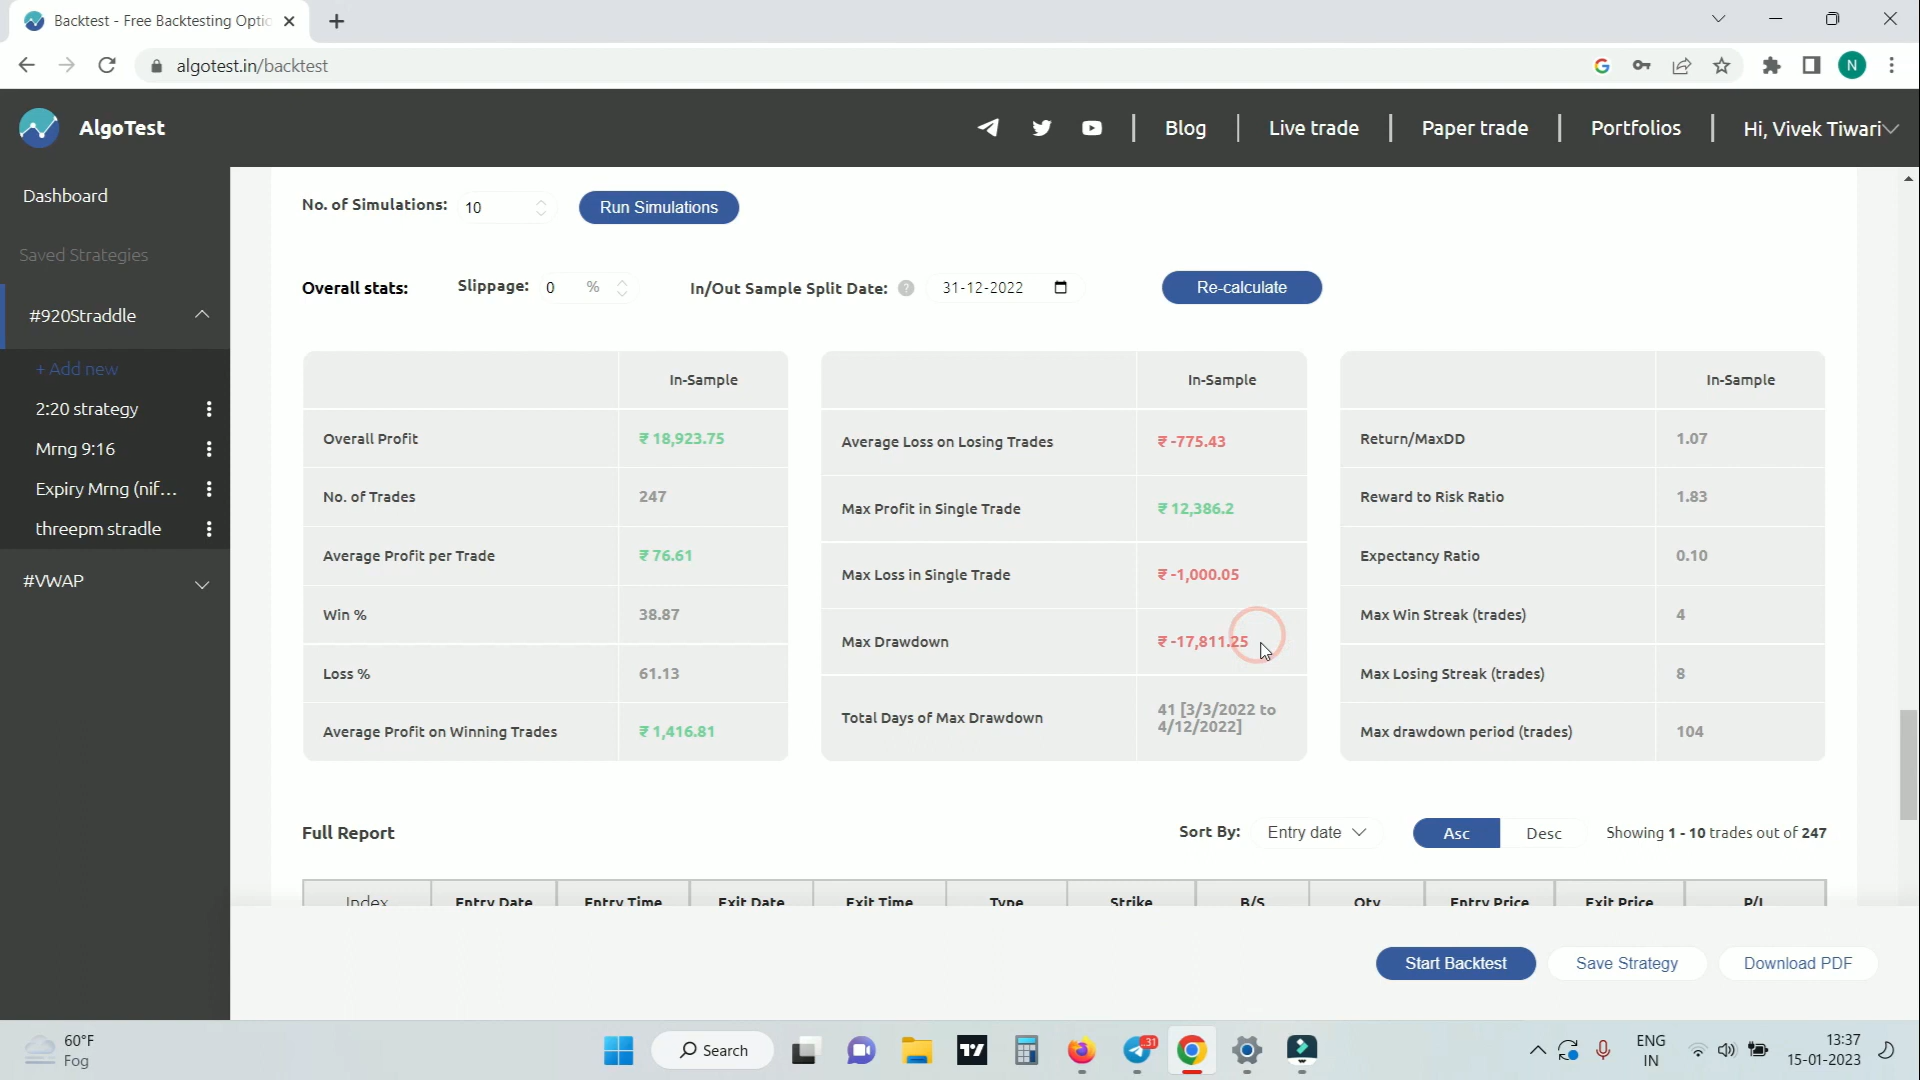 Backtest - Free Backtesting Optio
algotest.in/backtest
N
AlgoTest
Blog
Live trade
Paper trade
Portfolios
Hi, Vivek Tiwari
Dashboard
Saved Strategies
#920Straddle
+ Add new
2:20 strategy
Mrng 9:16
Expiry Mrng (nif...
threepm stradle
#VWAP
No. of Simulations: 10 Run Simulations
Overall stats: Slippage: 0 % In/Out Sample Split Date: ? 31-12-2022 Re-calculate
In-Sample
Overall Profit ₹ 18,923.75
No. of Trades 247
Average Profit per Trade ₹ 76.61
Win % 38.87
Loss % 61.13
Average Profit on Winning Trades ₹ 1,416.81
In-Sample
Average Loss on Losing Trades ₹ -775.43
Max Profit in Single Trade ₹ 12,386.2
Max Loss in Single Trade ₹ -1,000.05
Max Drawdown ₹ -17,811.25
Total Days of Max Drawdown 41 [3/3/2022 to
4/12/2022]
In-Sample
Return/MaxDD 1.07
Reward to Risk Ratio 1.83
Expectancy Ratio 0.10
Max Win Streak (trades) 4
Max Losing Streak (trades) 8
Max drawdown period (trades) 104
Full Report Sort By: Entry date Asc Desc Showing 1 - 10 trades out of 247
Index Entry Date Entry Time Exit Date Exit Time Type Strike B/S Qty Entry Price Exit Price P/L
Start Backtest Save Strategy Download PDF
60°F
Fog
Search
31
ENG
IN
13:37
15-01-2023